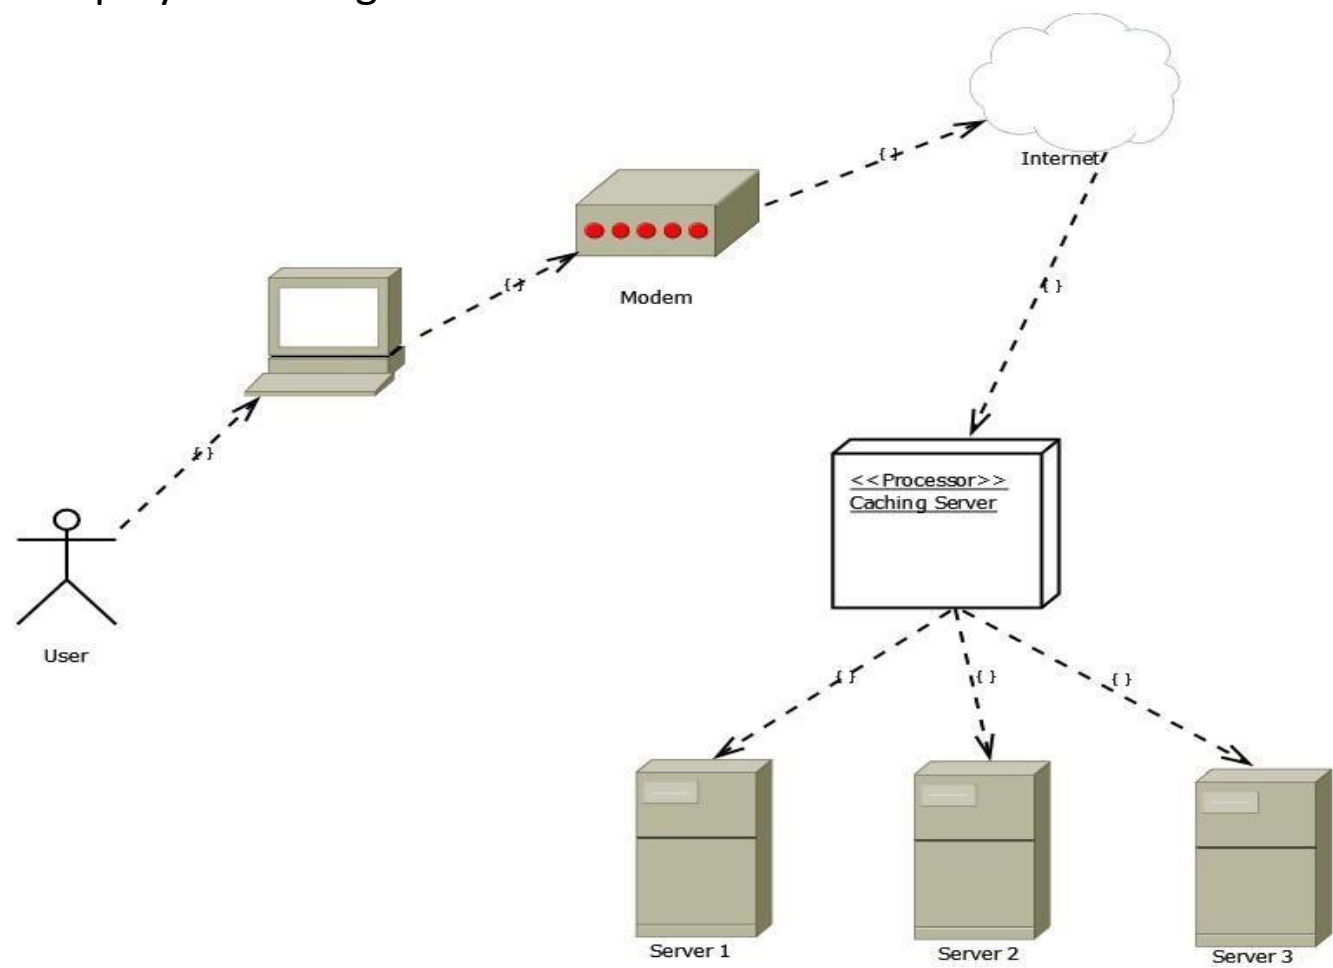 { }
Internet
{ }
Modem
{ }
{ }
<<Processor>>
Caching Server
{ }
User
{ }
{ }
{ }
Server 1
Server 2
Server 3